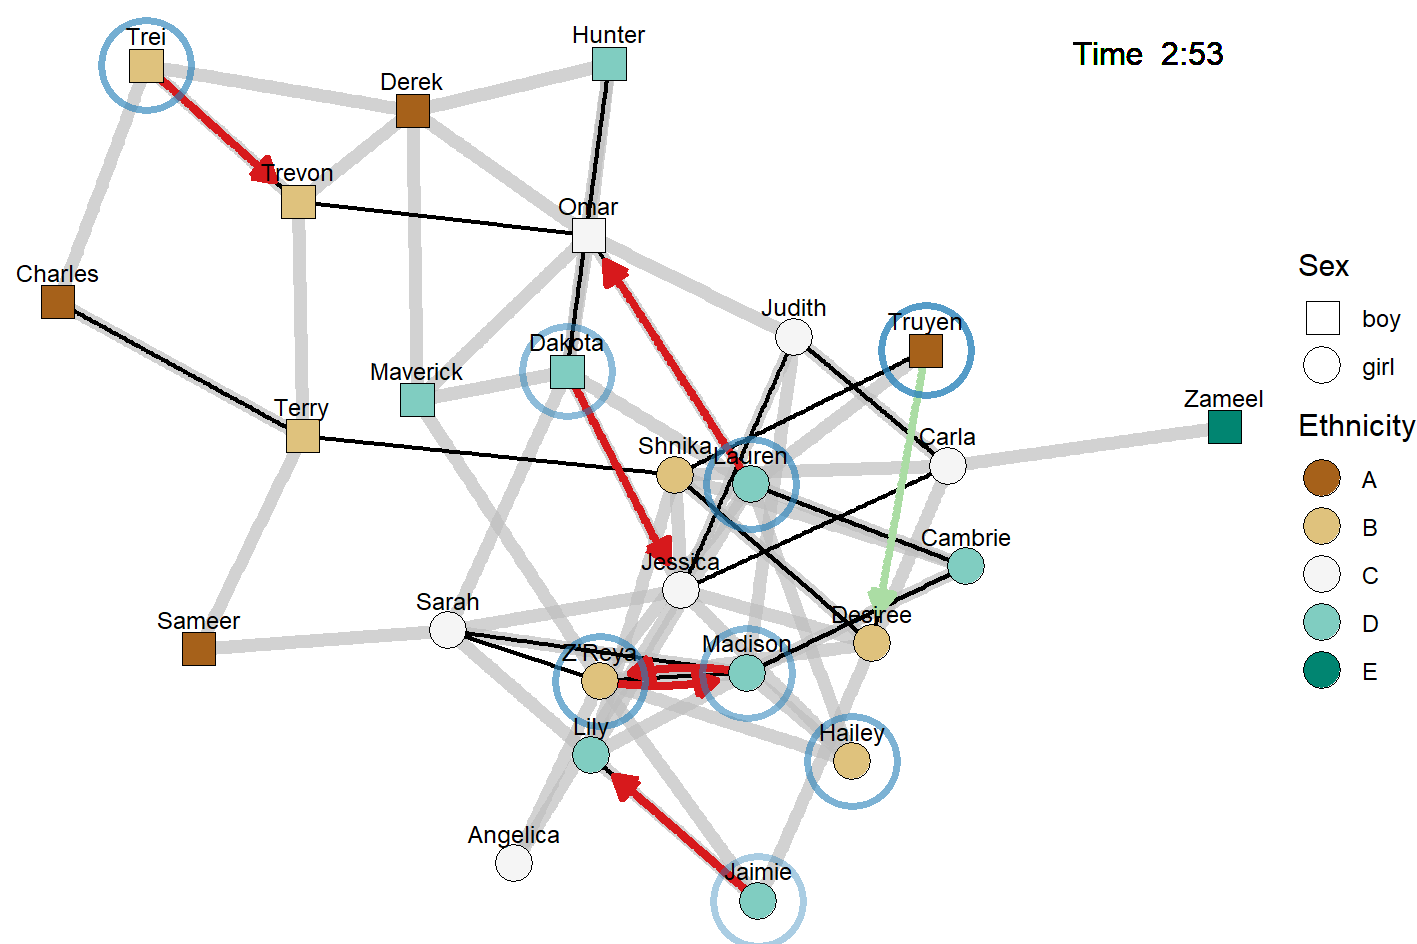 Trei
Hunter
Time 2:53
Derek
Trevon
Omar
Charles
Judith
Truyen
Dakota
Maverick
Terry
Zameel
Shnika
Lauren
Carla
Cambrie
Jessica
Sarah
Sameer
Desiree
Z'Reya
Madison
Lily
Hailey
Angelica
Jaimie
Sex
boy
girl
Ethnicity
A
B
C
D
E